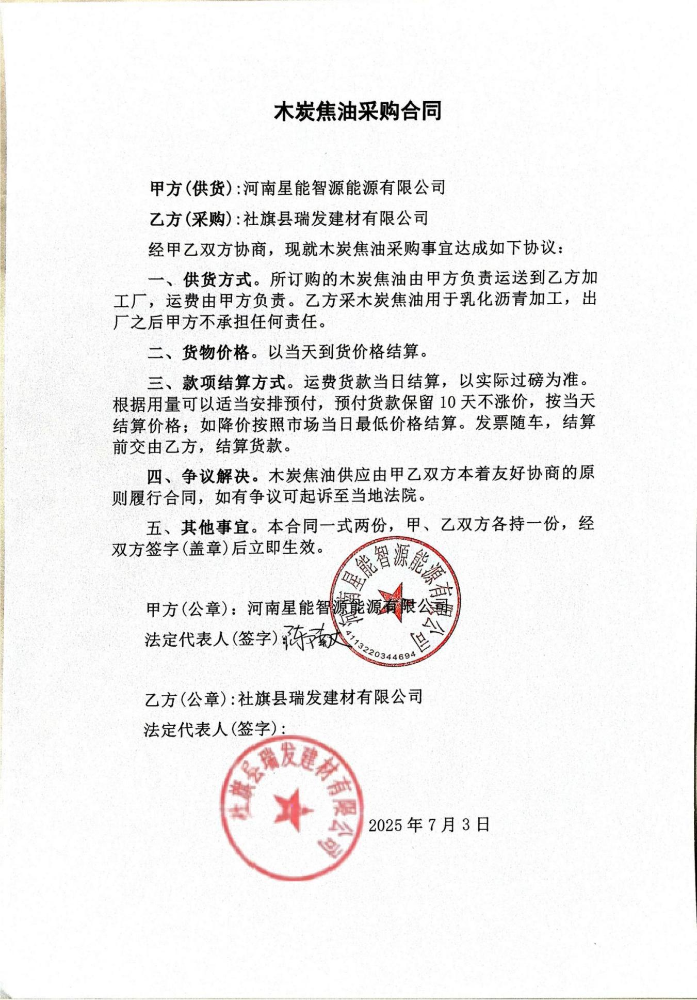 木炭焦油采购合同
甲方(供货):河南星能智源能源有限公司
乙方(采购):社旗县瑞发建材有限公司
经甲乙双方协商，现就木炭焦油采购事宜达成如下协议：
一、供货方式。所订购的木炭焦油由甲方负责运送到乙方加
工厂，运费由甲方负责。乙方采木炭焦油用于乳化沥青加工，出
厂之后甲方不承担任何责任。
二、货物价格。以当天到货价格结算。
三、款项结算方式。运费货款当日结算，以实际过磅为准。
根据用量可以适当安排预付，预付货款保留 10 天不涨价，按当天
结算价格；如降价按照市场当日最低价格结算。发票随车，结算
前交由乙方，结算货款。
四、争议解决。木炭焦油供应由甲乙双方本着友好协商的原
则履行合同，如有争议可起诉至当地法院。
五、其他事宜。本合同一式两份，甲、乙双方各持一份，经
双方签字(盖章)后立即生效。
甲方(公章)：河南星能智源能源有限公司
法定代表人(签字):
河南星能智源能源有限公司
4113220344694
乙方(公章):社旗县瑞发建材有限公司
法定代表人(签字):
社旗县瑞发建材有限公司
2025 年 7 月 3 日